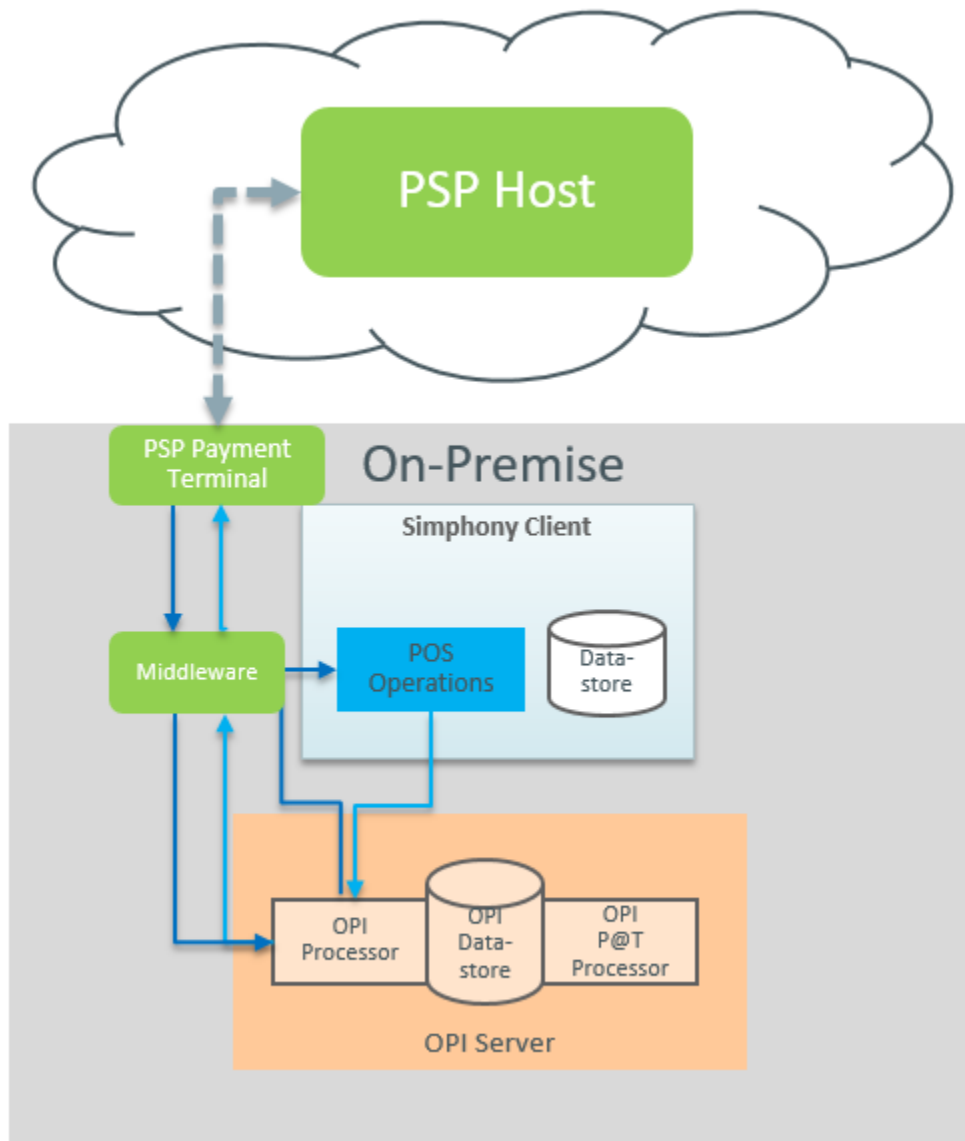 PSP Host
PSP Payment
Terminal
On-Premise
Simphony Client
Middleware
POS
Operations
Data-
store
OPI
Processor
OPI
Data-
store
OPI
P@T
Processor
OPI Server